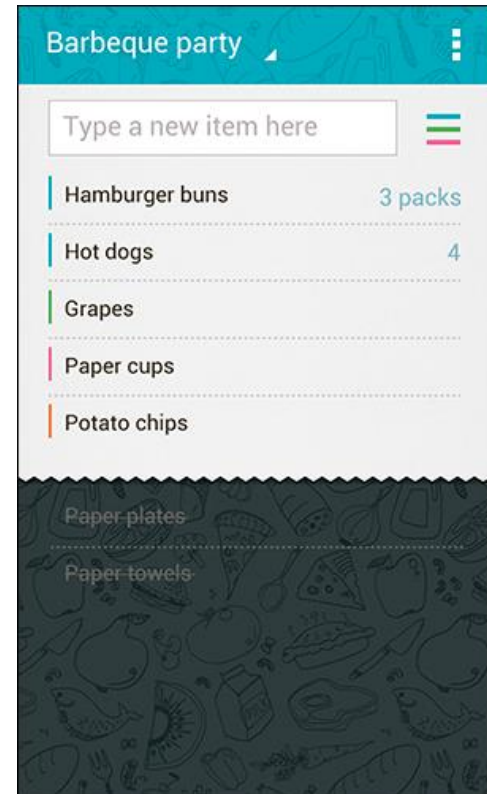 Barbeque party
Type a new item here
Hamburger buns 3 packs
Hot dogs 4
Grapes
Paper cups
Potato chips
Paper plates
Paper towels